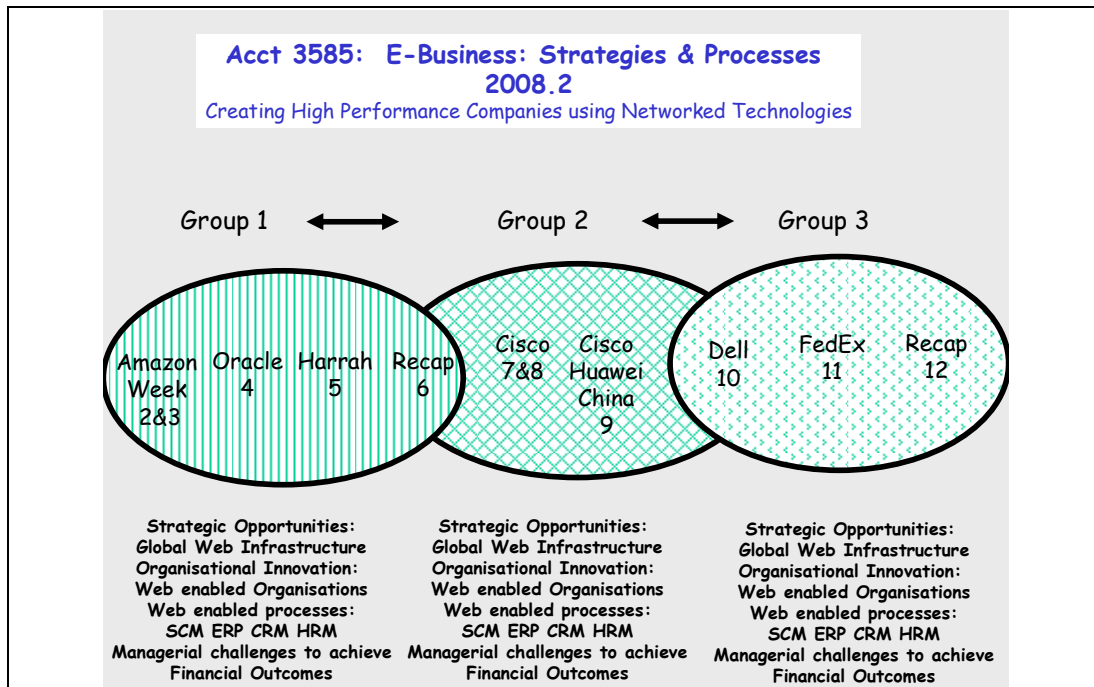 Acct 3585: E-Business: Strategies & Processes
2008.2
Creating High Performance Companies using Networked Technologies
Group 1
Group 2
Group 3
Amazon
Week
2&3
Oracle
4
Harrah
5
Recap
6
Cisco
7&8
Cisco
Huawei
China
9
Dell
10
FedEx
11
Recap
12
Strategic Opportunities:
Global Web Infrastructure
Organisational Innovation:
Web enabled Organisations
Web enabled processes:
SCM ERP CRM HRM
Managerial challenges to achieve
Financial Outcomes
Strategic Opportunities:
Global Web Infrastructure
Organisational Innovation:
Web enabled Organisations
Web enabled processes:
SCM ERP CRM HRM
Managerial challenges to achieve
Financial Outcomes
Strategic Opportunities:
Global Web Infrastructure
Organisational Innovation:
Web enabled Organisations
Web enabled processes:
SCM ERP CRM HRM
Managerial challenges to achieve
Financial Outcomes